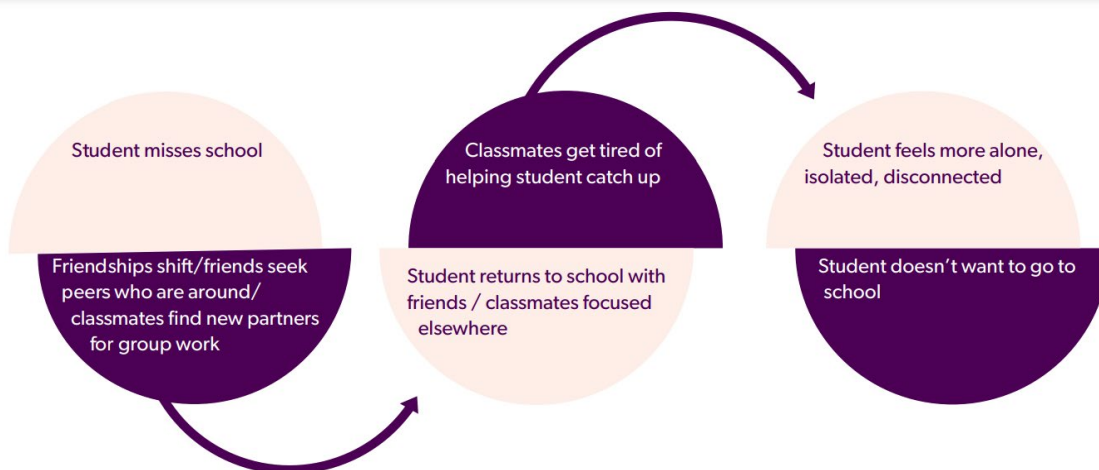 Student misses school
Friendships shift/friends seek
peers who are around/
classmates find new partners
for group work
Classmates get tired of
helping student catch up
Student returns to school with
friends / classmates focused
elsewhere
Student feels more alone,
isolated, disconnected
Student doesn’t want to go to
school